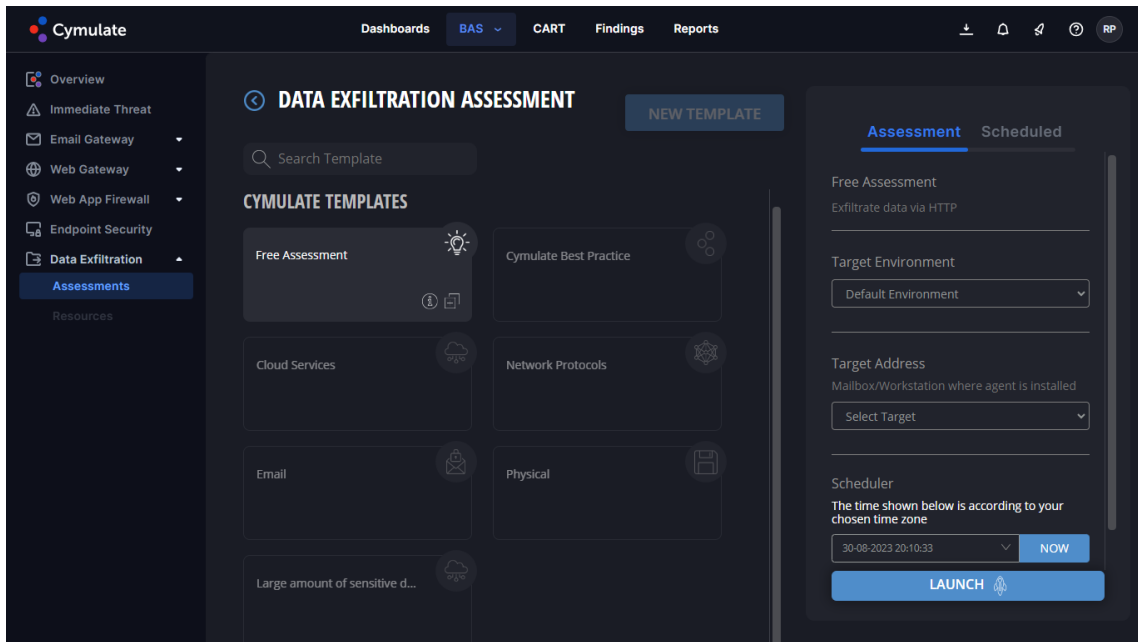 Cymulate
Dashboards
BAS
CART
Findings
Reports
RP
Overview
Immediate Threat
Email Gateway
Web Gateway
Web App Firewall
Endpoint Security
Data Exfiltration
Assessments
Resources
DATA EXFILTRATION ASSESSMENT
NEW TEMPLATE
Search Template
CYMULATE TEMPLATES
Free Assessment
Cymulate Best Practice
Cloud Services
Network Protocols
Email
Physical
Large amount of sensitive d...
Assessment
Scheduled
Free Assessment
Exfiltrate data via HTTP
Target Environment
Default Environment
Target Address
Mailbox/Workstation where agent is installed
Select Target
Scheduler
The time shown below is according to your
chosen time zone
30-08-2023 20:10:33
NOW
LAUNCH